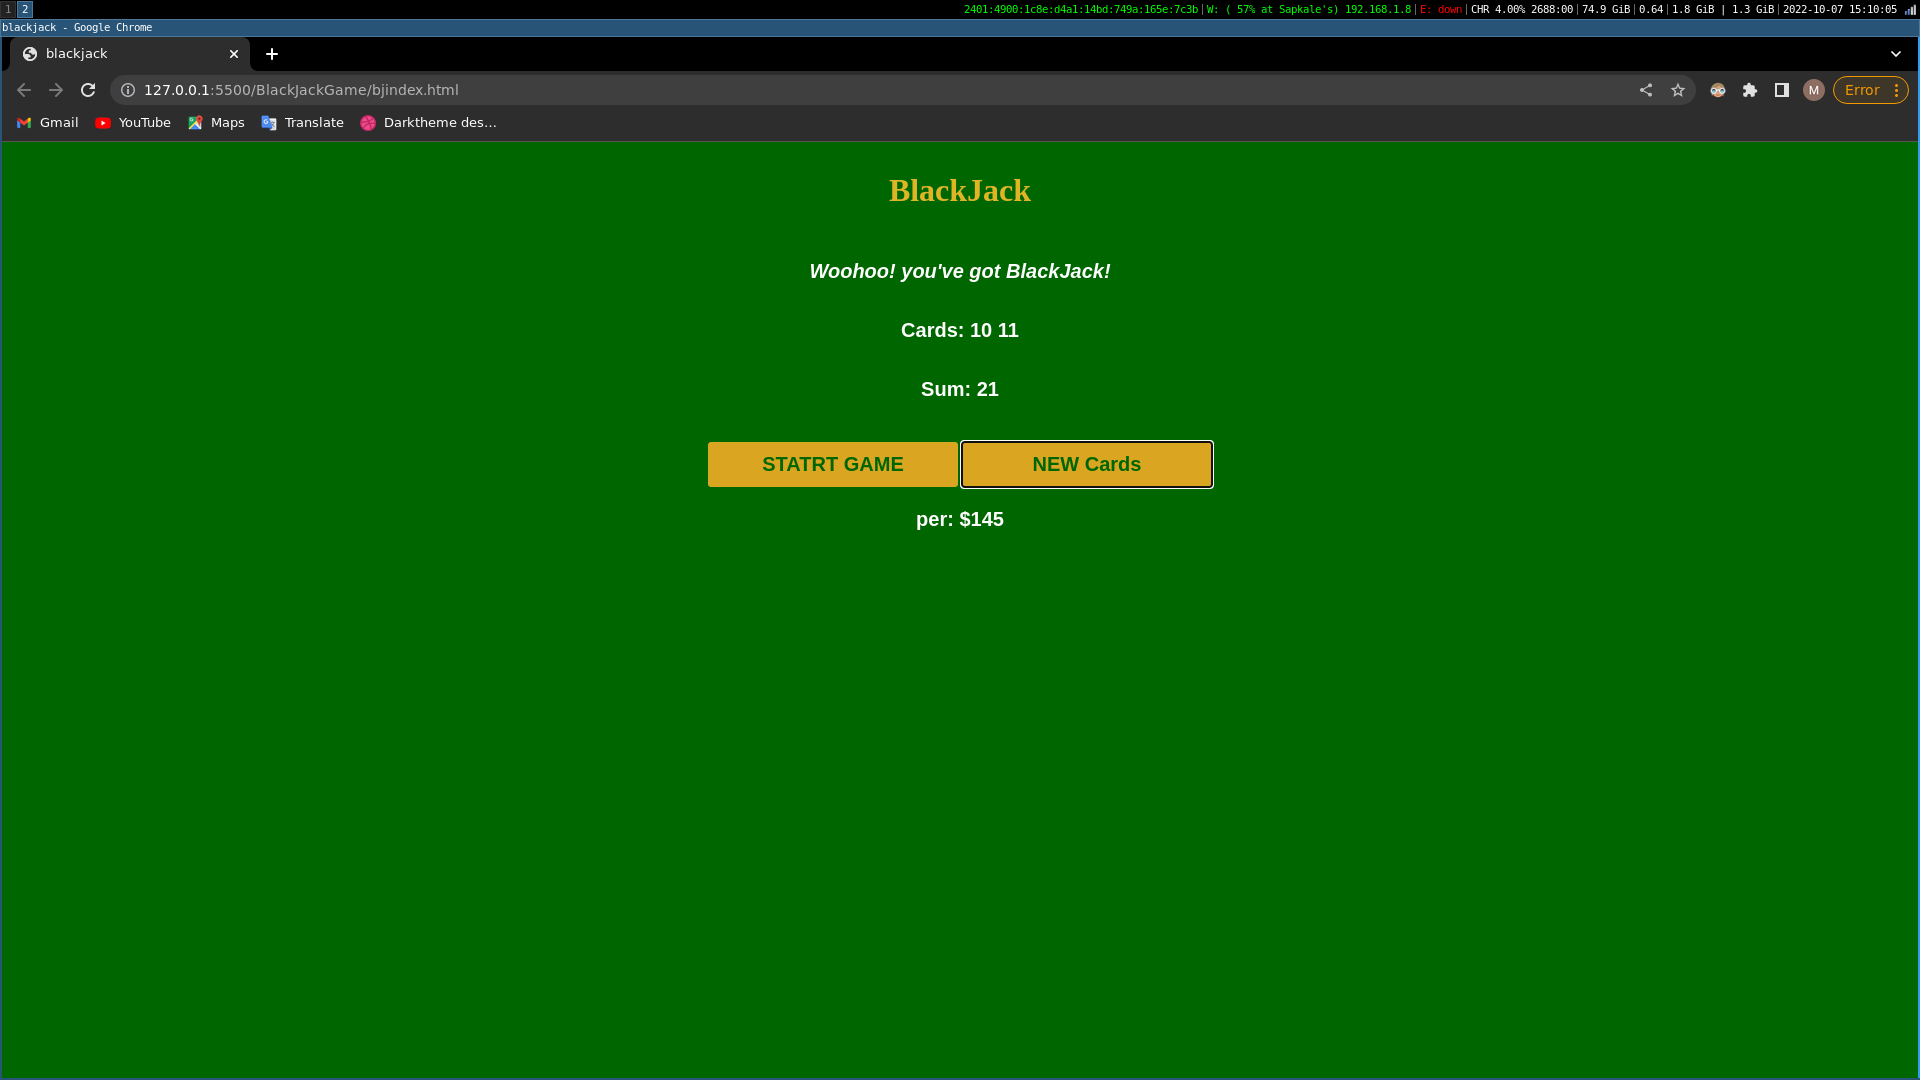 1 2 2401:4900:1c8e:d4a1:14bd:749a:165e:7c3b W: ( 57% at Sapkale's) 192.168.1.8 E: down CHR 4.00% 2688:00 74.9 GiB 0.64 1.8 GiB | 1.3 GiB 2022-10-07 15:10:05
blackjack - Google Chrome
blackjack
127.0.0.1:5500/BlackJackGame/bjindex.html M Error
Gmail YouTube Maps Translate Darktheme des...
BlackJack
Woohoo! you've got BlackJack!
Cards: 10 11
Sum: 21
STATRT GAME NEW Cards
per: $145